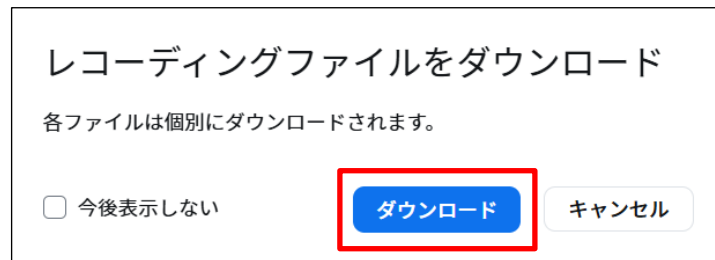 レコーディングファイルをダウンロード
各ファイルは個別にダウンロードされます。
今後表示しない ダウンロード キャンセル